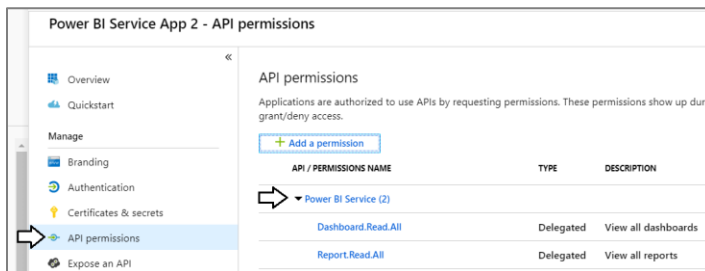 Power BI Service App 2 - API permissions
«
Overview
Quickstart
Manage
Branding
Authentication
Certificates & secrets
API permissions
Expose an API
API permissions
Applications are authorized to use APIs by requesting permissions. These permissions show up dur
grant/deny access.
+ Add a permission
API / PERMISSIONS NAME TYPE DESCRIPTION
Power BI Service (2)
Dashboard.Read.All Delegated View all dashboards
Report.Read.All Delegated View all reports